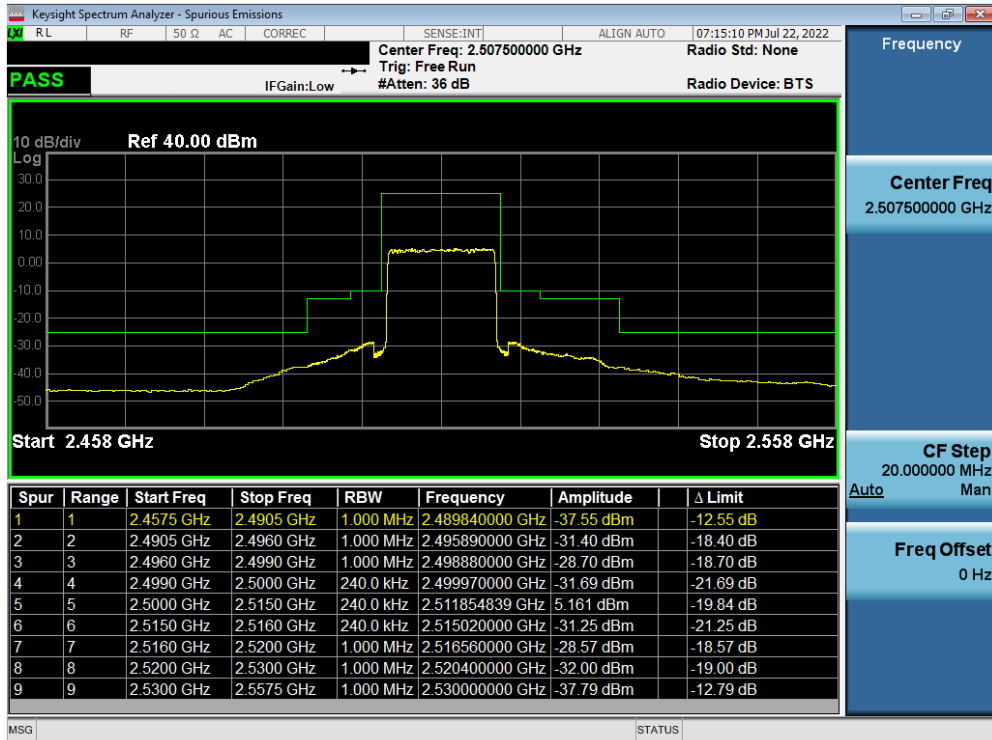 Keysight Spectrum Analyzer - Spurious Emissions
LXI RL RF 50 Ω AC CORREC SENSE:INT ALIGN AUTO 07:15:10 PM Jul 22, 2022
Center Freq: 2.507500000 GHz Radio Std: None
Trig: Free Run
PASS IFGain:Low #Atten: 36 dB Radio Device: BTS
Frequency
10 dB/div Ref 40.00 dBm
Log
30.0
20.0
10.0
0.00
-10.0
-20.0
-30.0
-40.0
-50.0
Start 2.458 GHz Stop 2.558 GHz
Center Freq
2.507500000 GHz
CF Step
20.000000 MHz
Auto Man
Freq Offset
0 Hz
Spur Range Start Freq Stop Freq RBW Frequency Amplitude Δ Limit
1 1 2.4575 GHz 2.4905 GHz 1.000 MHz 2.489840000 GHz -37.55 dBm -12.55 dB
2 2 2.4905 GHz 2.4960 GHz 1.000 MHz 2.495890000 GHz -31.40 dBm -18.40 dB
3 3 2.4960 GHz 2.4990 GHz 1.000 MHz 2.498880000 GHz -28.70 dBm -18.70 dB
4 4 2.4990 GHz 2.5000 GHz 240.0 kHz 2.499970000 GHz -31.69 dBm -21.69 dB
5 5 2.5000 GHz 2.5150 GHz 240.0 kHz 2.511854839 GHz 5.161 dBm -19.84 dB
6 6 2.5150 GHz 2.5160 GHz 240.0 kHz 2.515020000 GHz -31.25 dBm -21.25 dB
7 7 2.5160 GHz 2.5200 GHz 1.000 MHz 2.516560000 GHz -28.57 dBm -18.57 dB
8 8 2.5200 GHz 2.5300 GHz 1.000 MHz 2.520400000 GHz -32.00 dBm -19.00 dB
9 9 2.5300 GHz 2.5575 GHz 1.000 MHz 2.530000000 GHz -37.79 dBm -12.79 dB
MSG STATUS